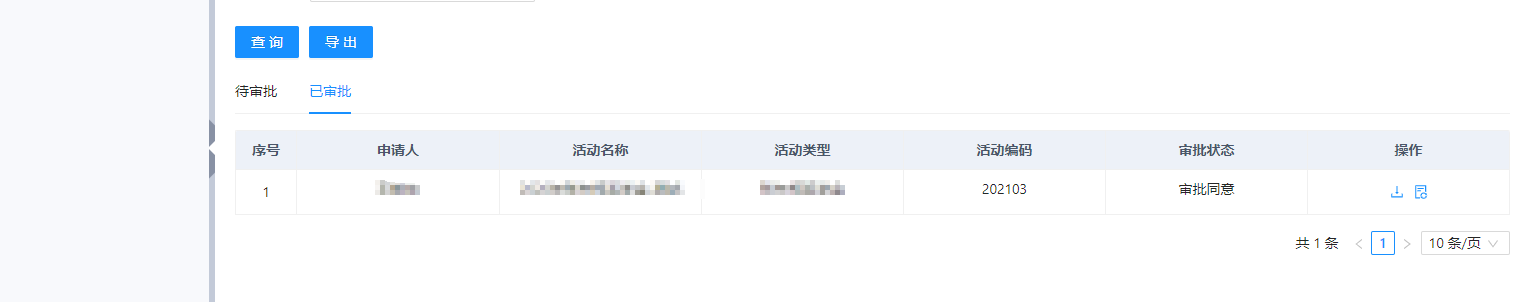 查 询 导 出
待审批 已审批
序号 申请人 活动名称 活动类型 活动编码 审批状态 操作
1 202103 审批同意
共 1 条 1 10 条/页